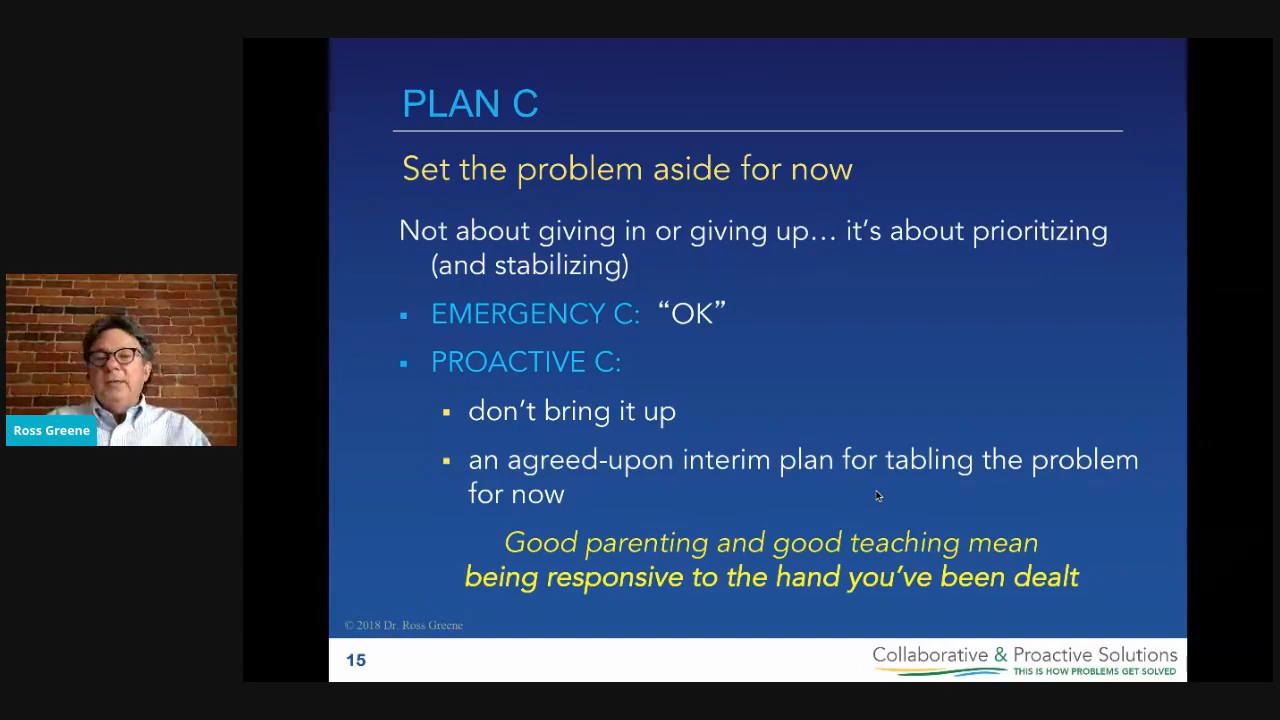 PLAN C
Set the problem aside for now
Not about giving in or giving up… it’s about prioritizing
(and stabilizing)
▪ EMERGENCY C: “OK”
▪ PROACTIVE C:
▪ don’t bring it up
▪ an agreed-upon interim plan for tabling the problem
for now
Good parenting and good teaching mean
being responsive to the hand you’ve been dealt
© 2018 Dr. Ross Greene
15
Collaborative & Proactive Solutions
THIS IS HOW PROBLEMS GET SOLVED
Ross Greene